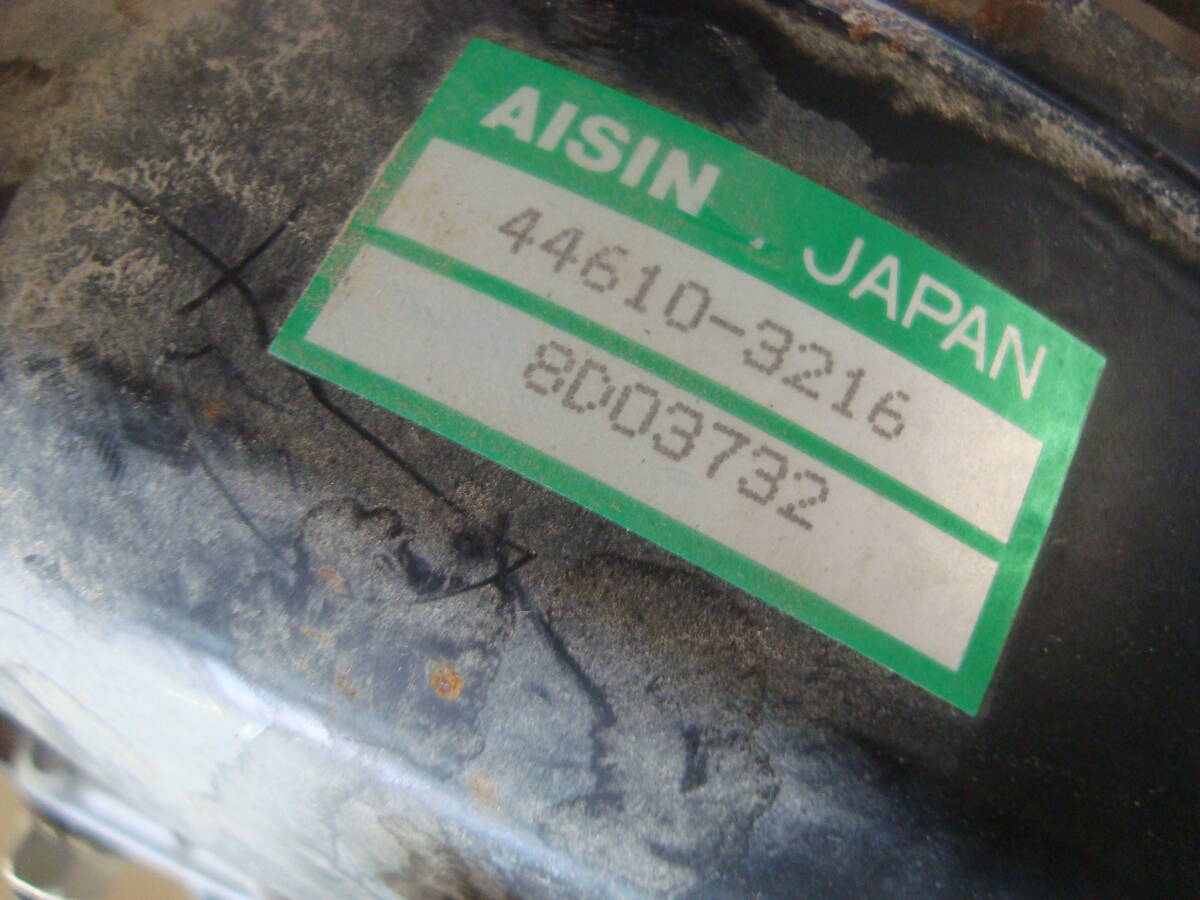 AISIN, JAPAN
44610-3216
8D03732